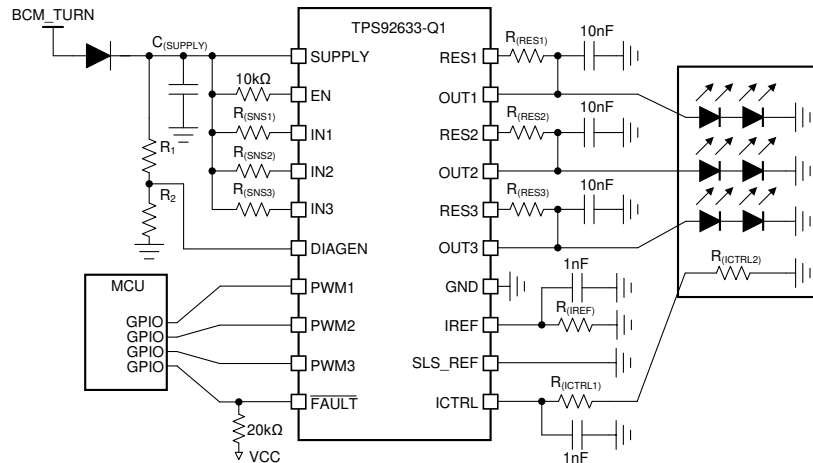 BCM_TURN
C(SUPPLY)
TPS92633-Q1
SUPPLY
10kΩ
EN
R(SNS1)
IN1
R(SNS2)
IN2
R(SNS3)
IN3
R1
R2
DIAGEN
MCU
GPIO
GPIO
GPIO
GPIO
PWM1
PWM2
PWM3
FAULT
20kΩ
VCC
RES1
R(RES1)
10nF
OUT1
RES2
R(RES2)
10nF
OUT2
RES3
R(RES3)
10nF
OUT3
GND
1nF
IREF
R(IREF)
SLS_REF
ICTRL
R(ICTRL1)
1nF
R(ICTRL2)